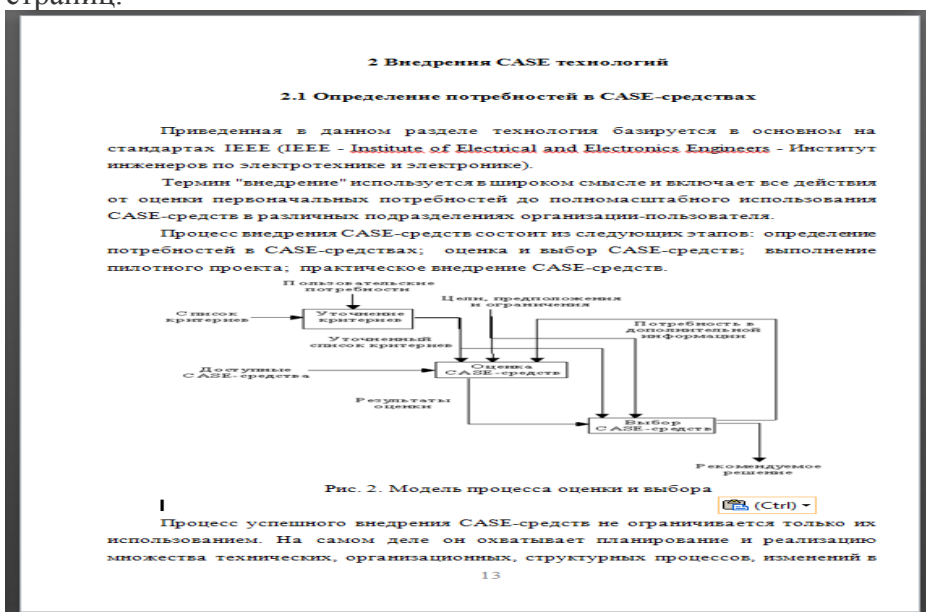 страниц.
2 Внедрения CASE технологий
2.1 Определение потребностей в CASE-средствах
Приведенная в данном разделе технология базируется в основном на
стандартах IEEE (IEEE - Institute of Electrical and Electronics Engineers - Институт
инженеров по электротехнике и электронике).
Термин "внедрение" используется в широком смысле и включает все действия
от оценки первоначальных потребностей до полномасштабного использования
CASE-средств в различных подразделениях организации-пользователя.
Процесс внедрения CASE-средств состоит из следующих этапов: определение
потребностей в CASE-средствах; оценка и выбор CASE-средств; выполнение
пилотного проекта; практическое внедрение CASE-средств.
Пользовательские
потребности
Цели, предположения
и ограничения
Список
критериев
Уточнение
критериев
Потребность в
дополнительной
информации
Уточненный
список критериев
Доступные
CASE-средства
Оценка
CASE-средств
Результаты
оценки
Выбор
CASE-средств
Рекомендуемое
решение
Рис. 2. Модель процесса оценки и выбора
(Ctrl)
Процесс успешного внедрения CASE-средств не ограничивается только их
использованием. На самом деле он охватывает планирование и реализацию
множества технических, организационных, структурных процессов, изменений в
13